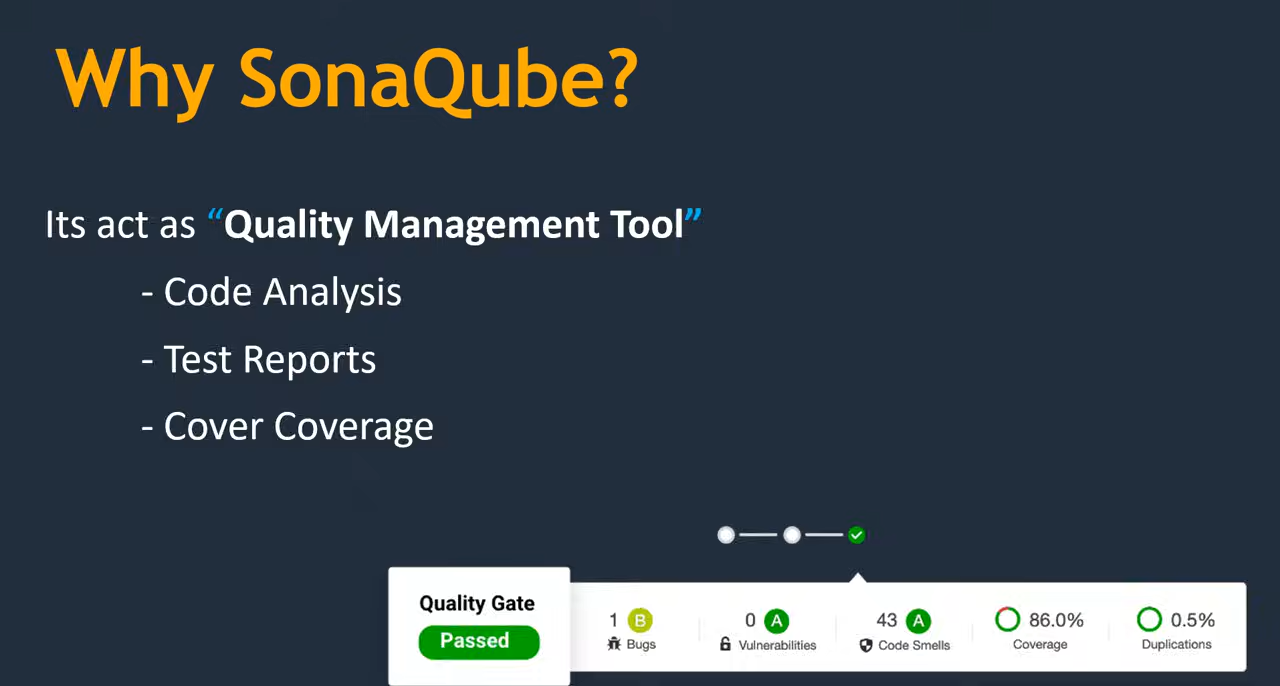 Why SonaQube?
Its act as “Quality Management Tool”
- Code Analysis
- Test Reports
- Cover Coverage
Quality Gate
Passed
1 B
Bugs
0 A
Vulnerabilities
43 A
Code Smells
86.0%
Coverage
0.5%
Duplications